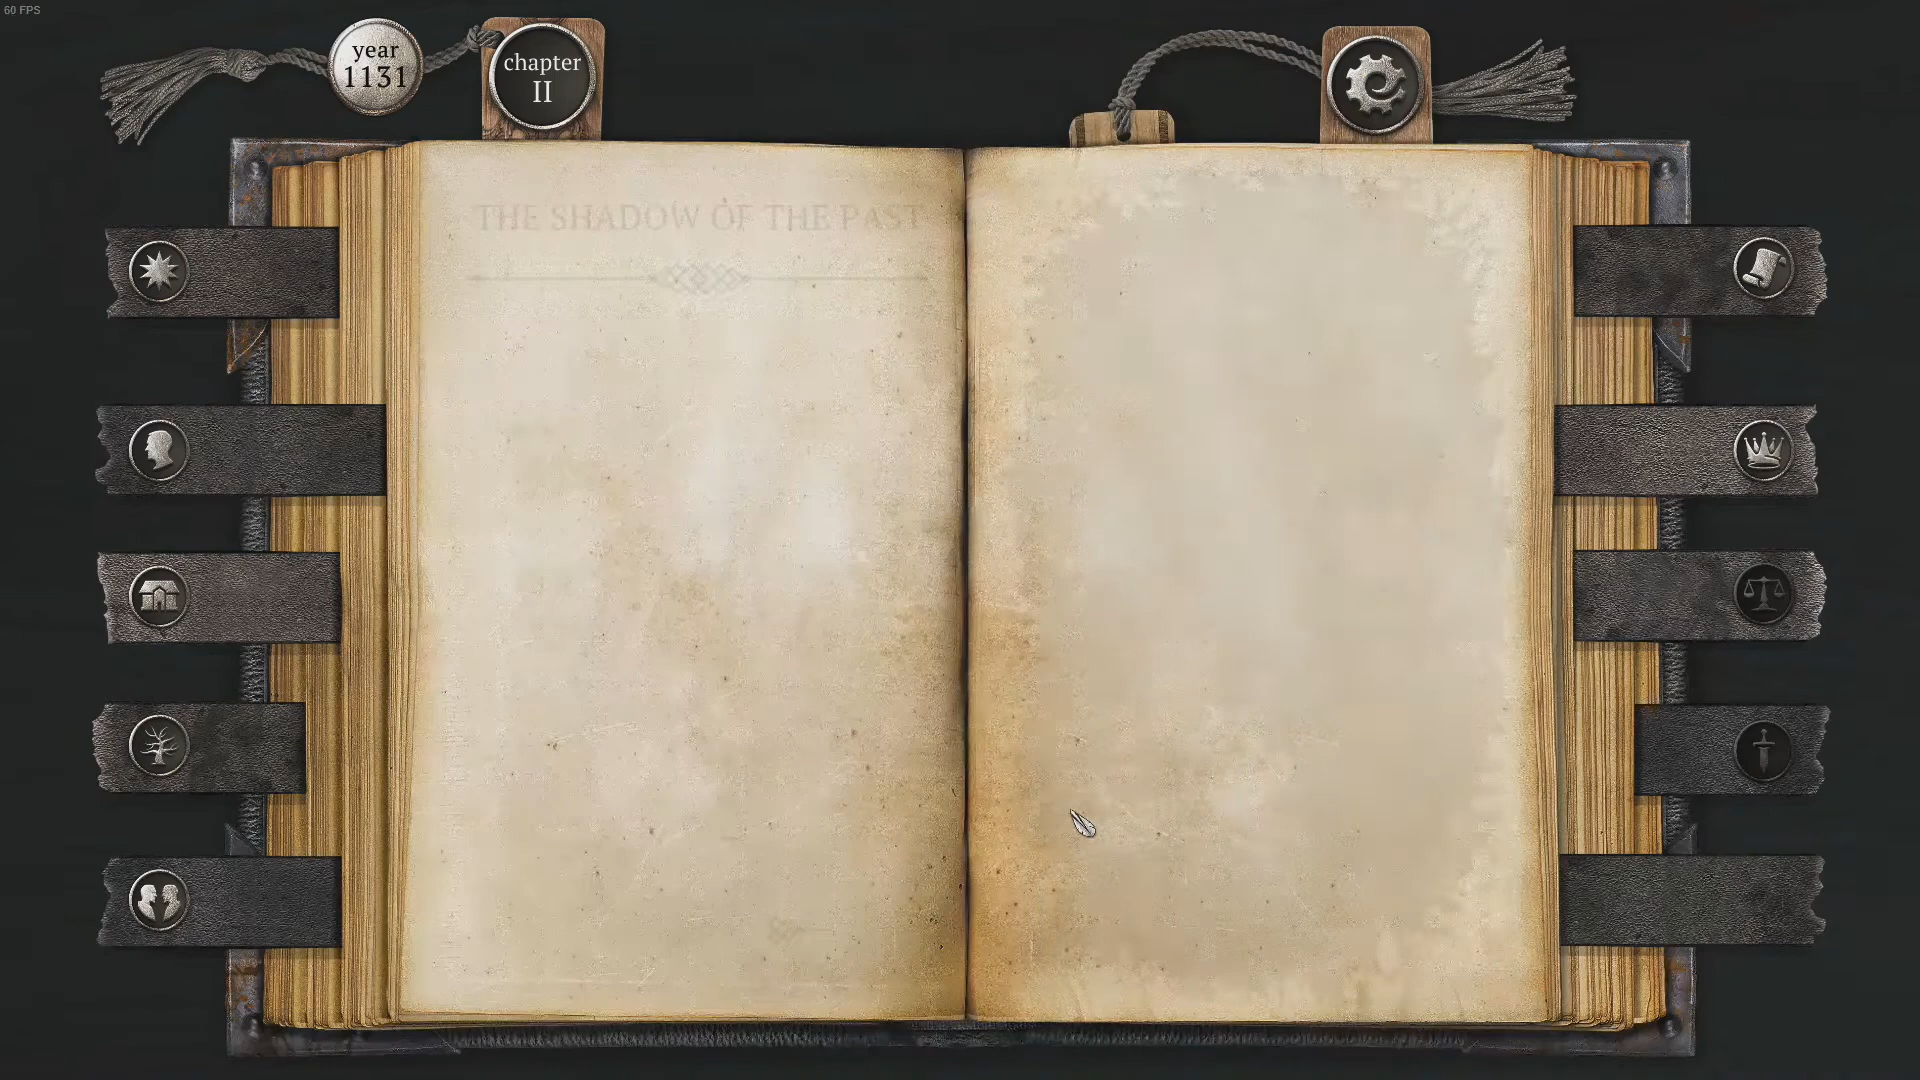 60 FPS
year
1131
chapter
II
THE SHADOW OF THE PAST